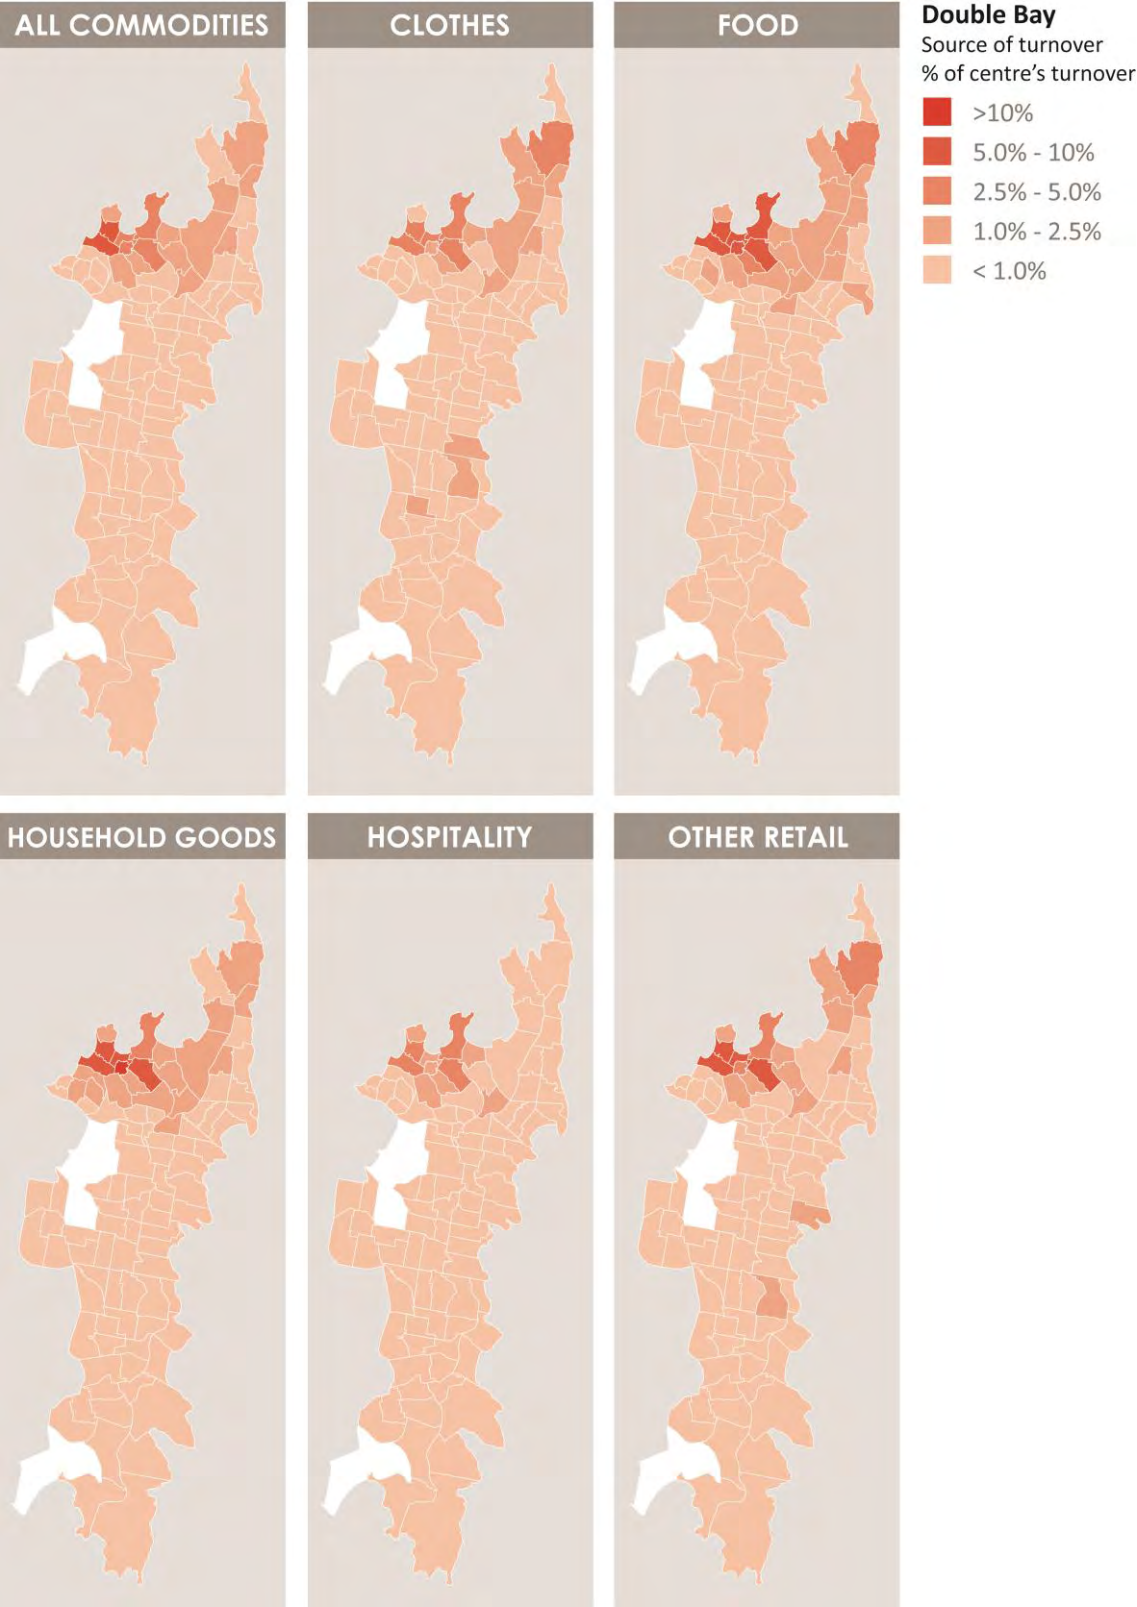 ALL COMMODITIES
CLOTHES
FOOD
Double Bay
Source of turnover
% of centre's turnover
>10%
5.0% - 10%
2.5% - 5.0%
1.0% - 2.5%
< 1.0%
HOUSEHOLD GOODS
HOSPITALITY
OTHER RETAIL